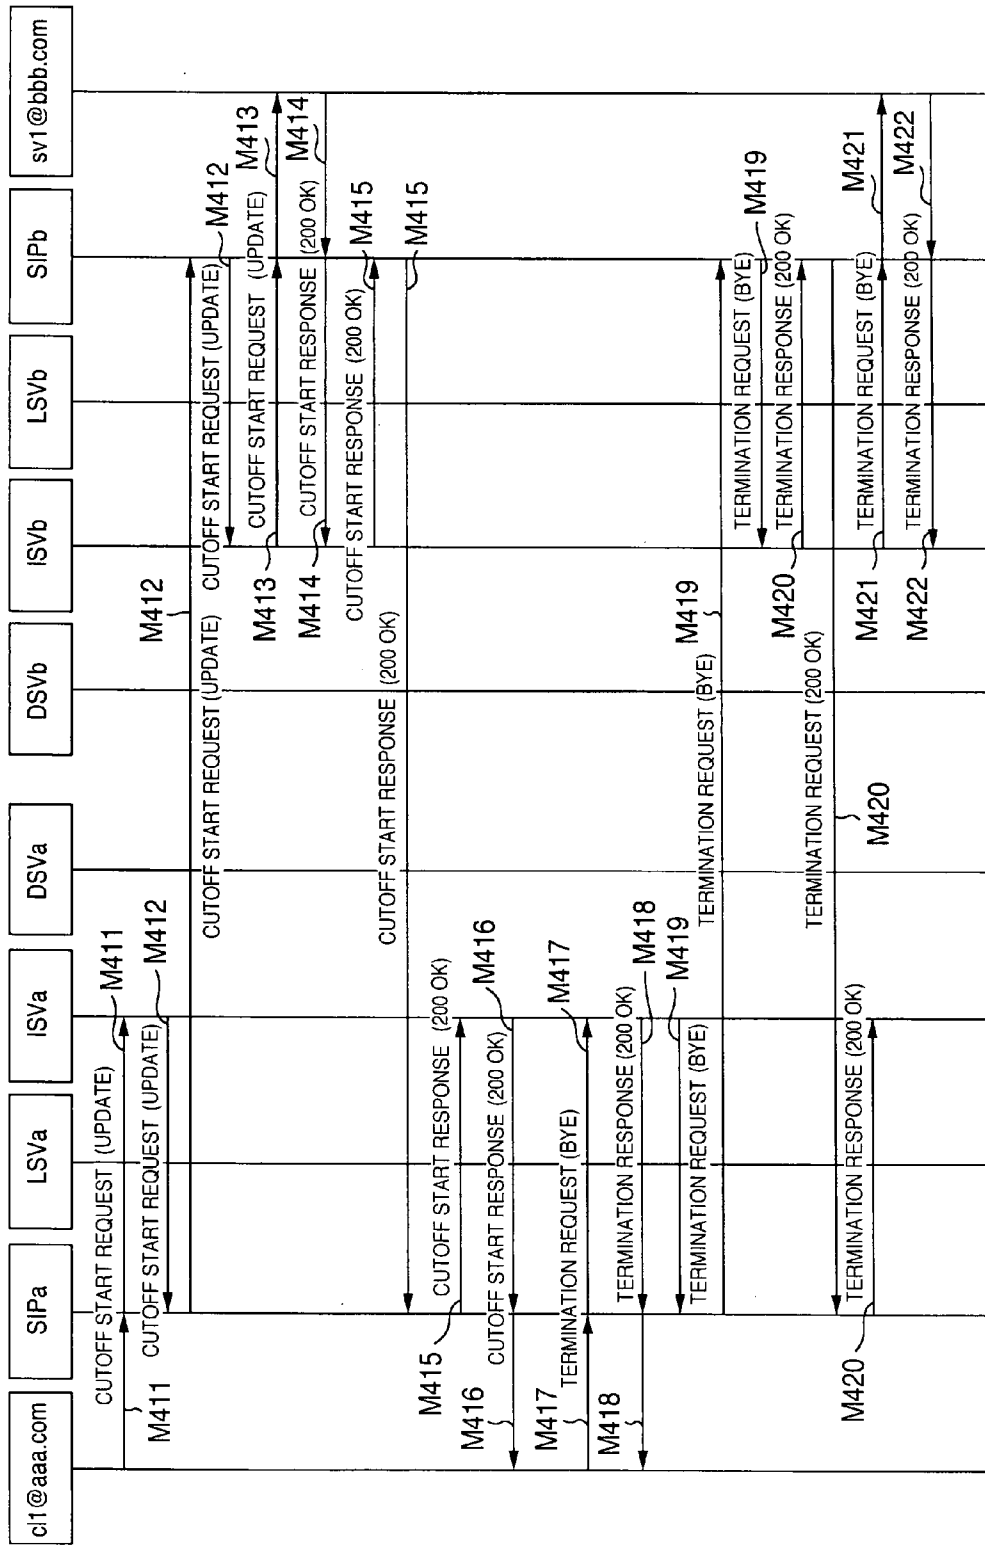 cl1@aaa.com
SIPa
LSVa
ISVa
DSVa
DSVb
ISVb
LSVb
SIPb
sv1@bbb.com
CUTOFF START REQUEST (UPDATE)
M411
M411
CUTOFF START REQUEST (UPDATE)
M412
M412
CUTOFF START REQUEST (UPDATE)
CUTOFF START REQUEST (UPDATE)
M412
CUTOFF START REQUEST (UPDATE)
M413
M413
CUTOFF START RESPONSE (200 OK)
M414
M414
CUTOFF START RESPONSE (200 OK)
M415
CUTOFF START RESPONSE (200 OK)
M415
CUTOFF START RESPONSE (200 OK)
M415
CUTOFF START RESPONSE (200 OK)
M416
M416
TERMINATION REQUEST (BYE)
M417
M417
TERMINATION RESPONSE (200 OK)
M418
M418
TERMINATION REQUEST (BYE)
M419
TERMINATION REQUEST (BYE)
M419
TERMINATION REQUEST (BYE)
M419
TERMINATION RESPONSE (200 OK)
M420
TERMINATION REQUEST (200 OK)
M420
TERMINATION RESPONSE (200 OK)
M420
TERMINATION REQUEST (BYE)
M421
M421
TERMINATION RESPONSE (200 OK)
M422
M422